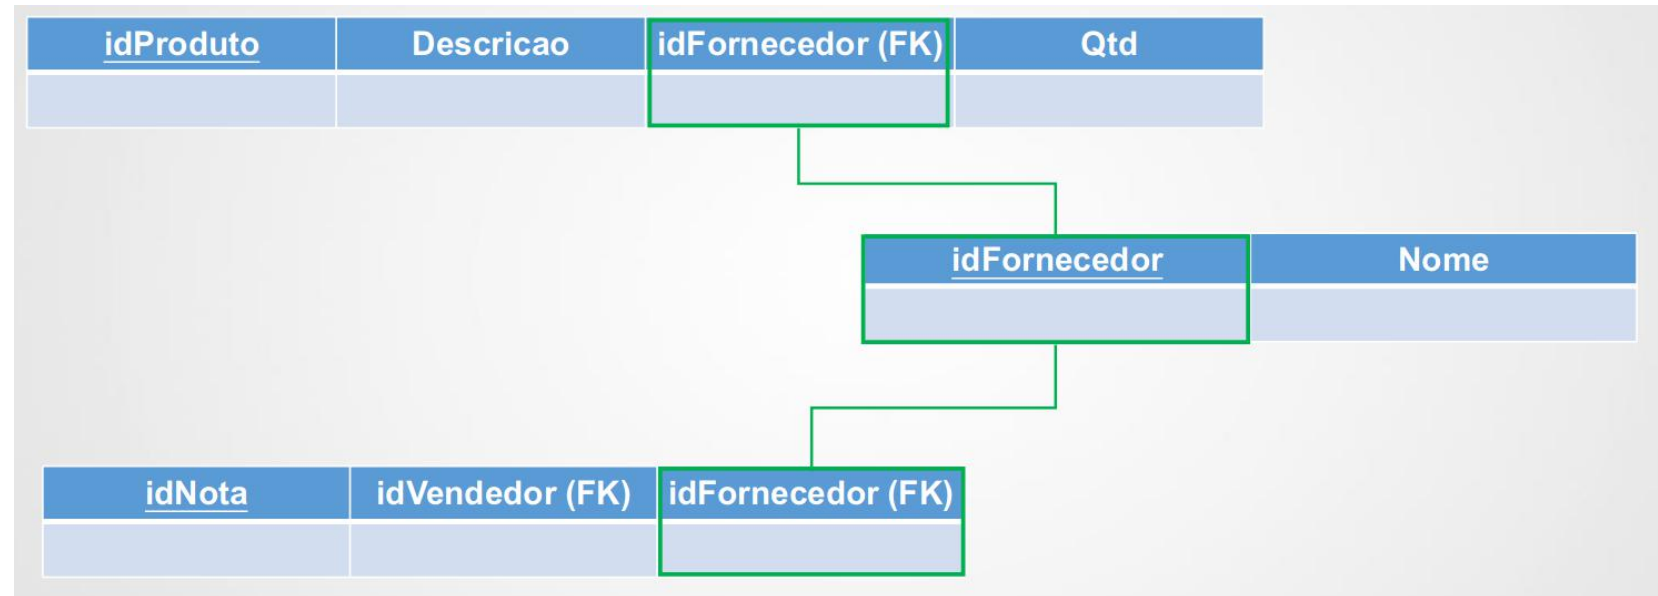 idProduto Descricao idFornecedor (FK) Qtd
idFornecedor Nome
idNota idVendedor (FK) idFornecedor (FK)